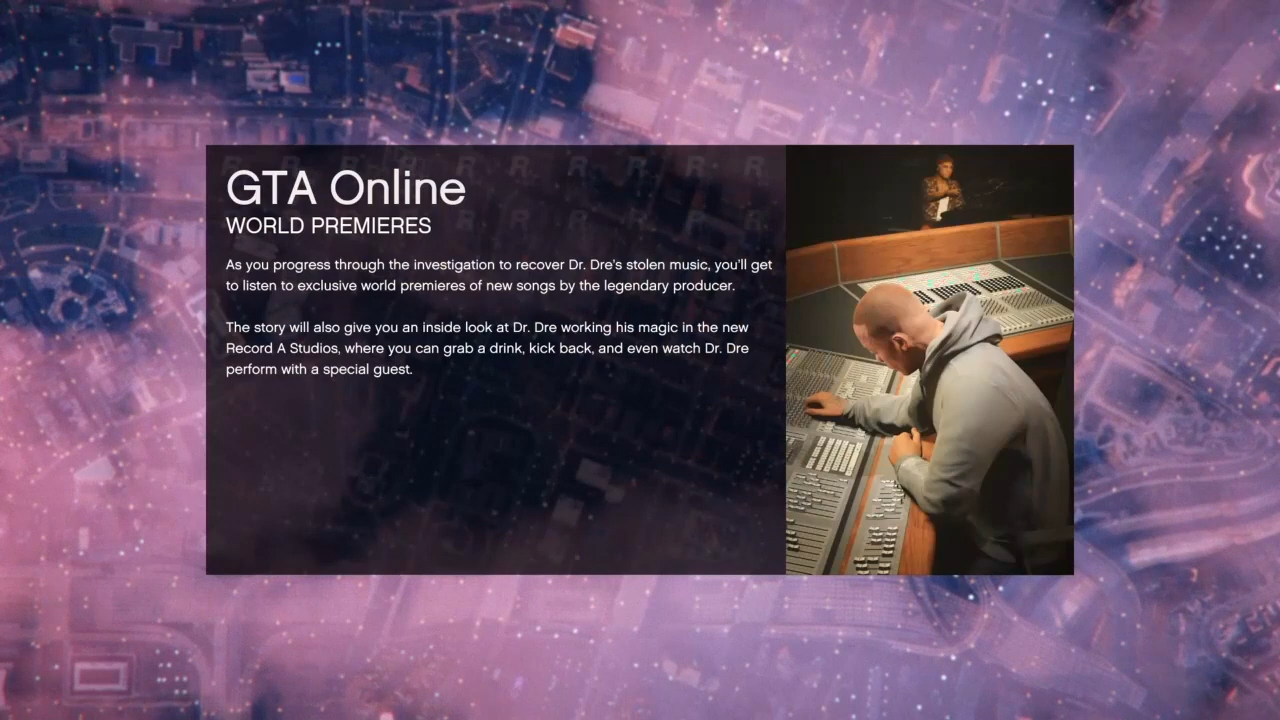 GTA Online
WORLD PREMIERES
As you progress through the investigation to recover Dr. Dre's stolen music, you'll get
to listen to exclusive world premieres of new songs by the legendary producer.
The story will also give you an inside look at Dr. Dre working his magic in the new
Record A Studios, where you can grab a drink, kick back, and even watch Dr. Dre
perform with a special guest.